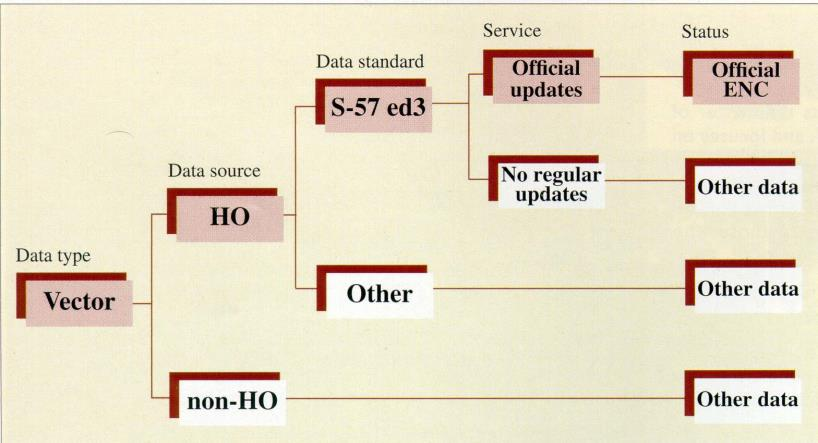 Service
Status
Data standard
Official
updates
Official
ENC
S-57 ed3
Data source
No regular
updates
Other data
HO
Data type
Vector
Other
Other data
non-HO
Other data